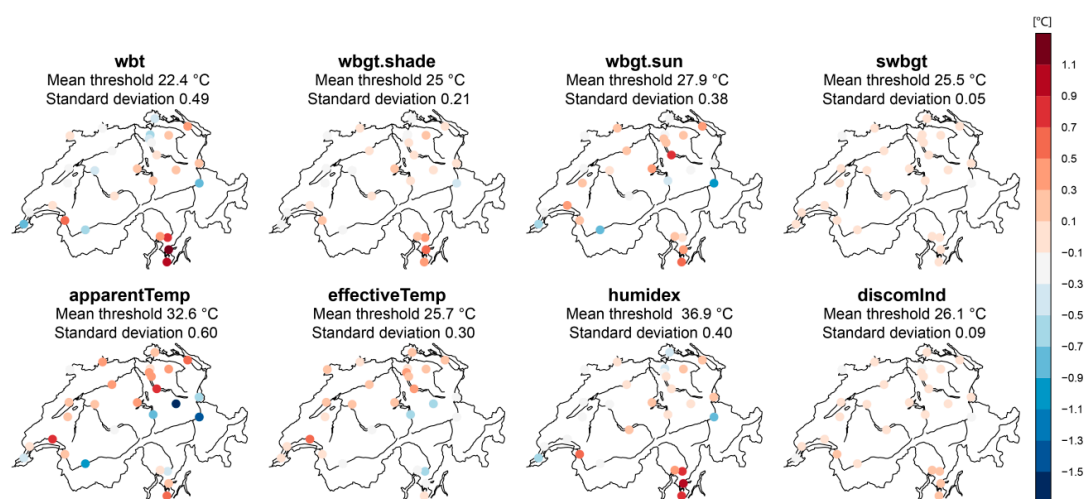 [°C]
wbt
Mean threshold 22.4 °C
Standard deviation 0.49
wbgt.shade
Mean threshold 25 °C
Standard deviation 0.21
wbgt.sun
Mean threshold 27.9 °C
Standard deviation 0.38
swbgt
Mean threshold 25.5 °C
Standard deviation 0.05
apparentTemp
Mean threshold 32.6 °C
Standard deviation 0.60
effectiveTemp
Mean threshold 25.7 °C
Standard deviation 0.30
humidex
Mean threshold  36.9 °C
Standard deviation 0.40
discomInd
Mean threshold 26.1 °C
Standard deviation 0.09
1.1
0.9
0.7
0.5
0.3
0.1
−0.1
−0.3
−0.5
−0.7
−0.9
−1.1
−1.3
−1.5